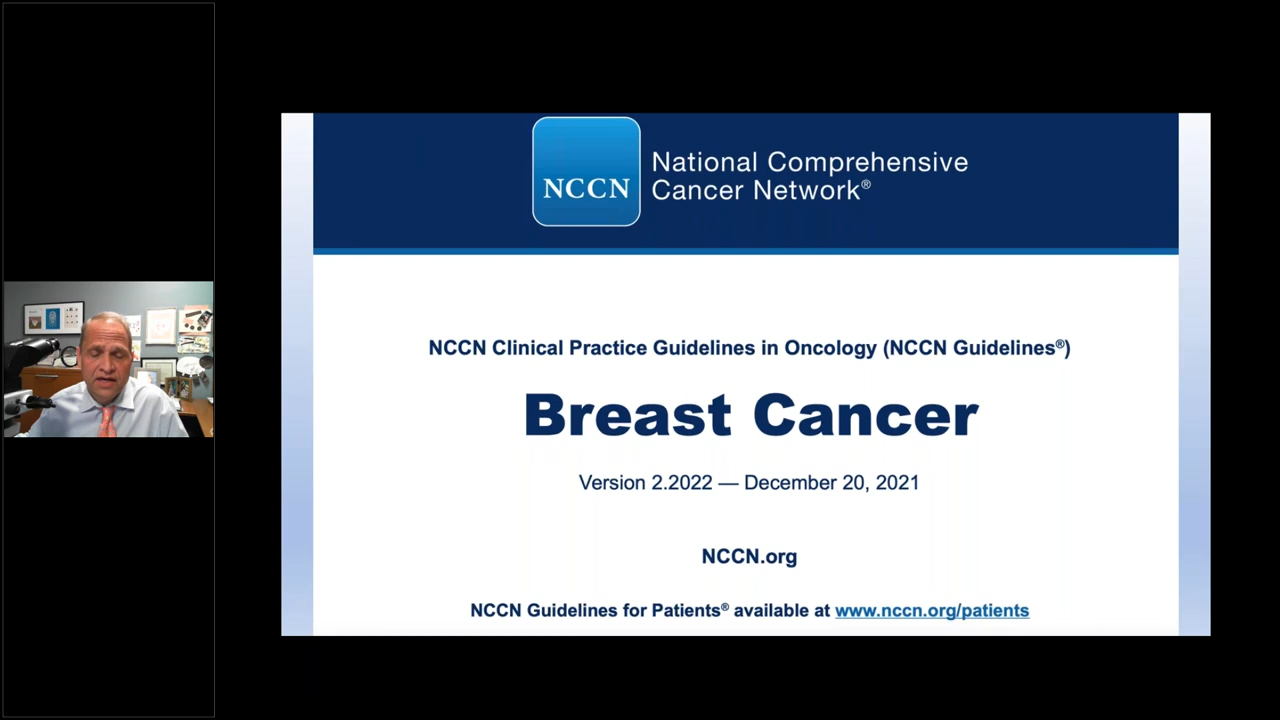 NCCN
National Comprehensive
Cancer Network®
NCCN Clinical Practice Guidelines in Oncology (NCCN Guidelines®)
Breast Cancer
Version 2.2022 — December 20, 2021
NCCN.org
NCCN Guidelines for Patients® available at www.nccn.org/patients